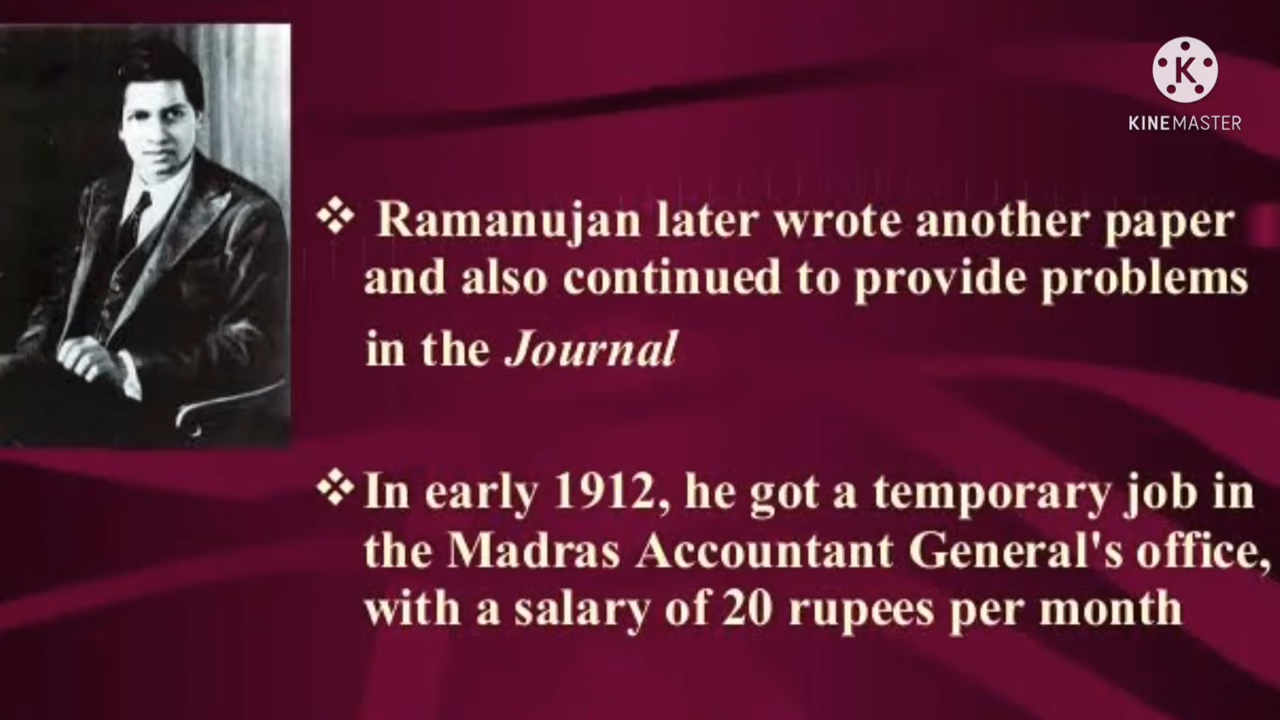 K
KINEMASTER
❖ Ramanujan later wrote another paper
and also continued to provide problems
in the Journal
❖ In early 1912, he got a temporary job in
the Madras Accountant General's office,
with a salary of 20 rupees per month